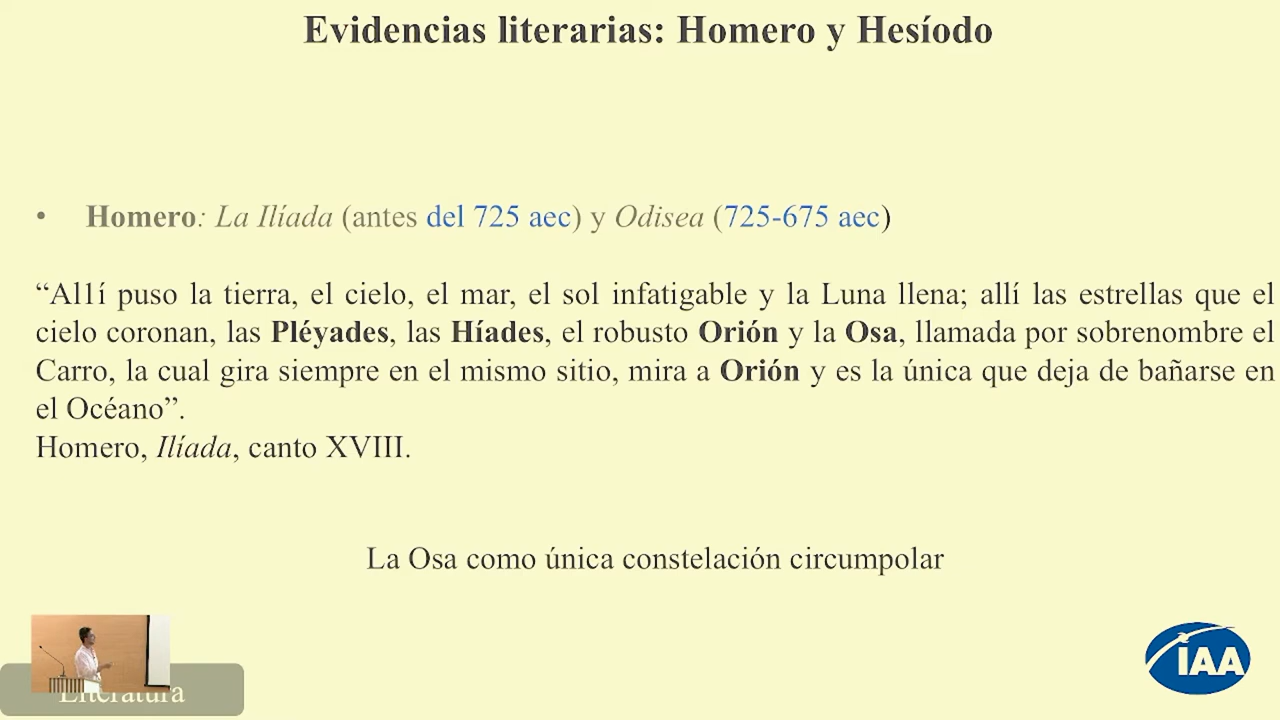 Evidencias literarias: Homero y Hesíodo
• Homero: La Ilíada (antes del 725 aec) y Odisea (725-675 aec)
“Al1í puso la tierra, el cielo, el mar, el sol infatigable y la Luna llena; allí las estrellas que el
cielo coronan, las Pléyades, las Híades, el robusto Orión y la Osa, llamada por sobrenombre el
Carro, la cual gira siempre en el mismo sitio, mira a Orión y es la única que deja de bañarse en
el Océano”.
Homero, Ilíada, canto XVIII.
La Osa como única constelación circumpolar
Literatura
IAA